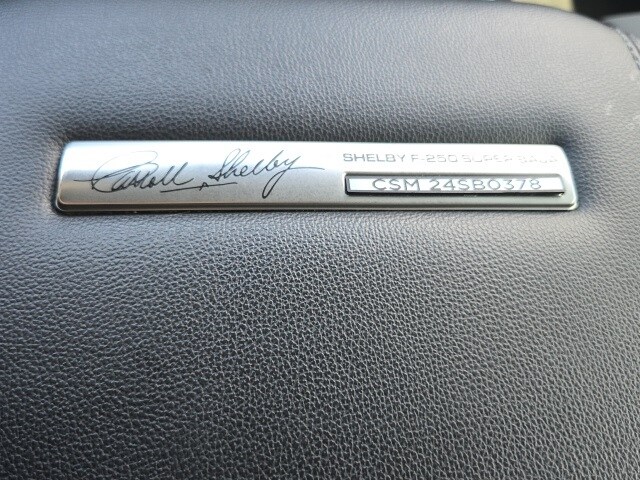 Carroll Shelby
SHELBY F-250 SUPER BAJA
CSM 24SB0378